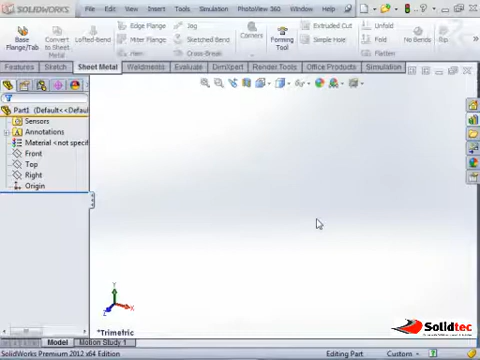 SOLIDWORKS File Edit View Insert Tools Simulation PhotoView 360 Window Help
Base Flange/Tab Convert to Sheet Metal Lofted-Bend Edge Flange Miter Flange Hem Jog Sketched Bend Cross-Break Corners Forming Tool Extruded Cut Simple Hole Unfold Fold Flatten No Bends Rip
Features Sketch Sheet Metal Weldments Evaluate DimXpert Render Tools Office Products Simulation
Part1 (Default<<Defau
Sensors
Annotations
Material <not specif
Front
Top
Right
Origin
Y
X
Z
*Trimetric
Solidtec
Model Motion Study 1
SolidWorks Premium 2012 x64 Edition Editing Part Custom